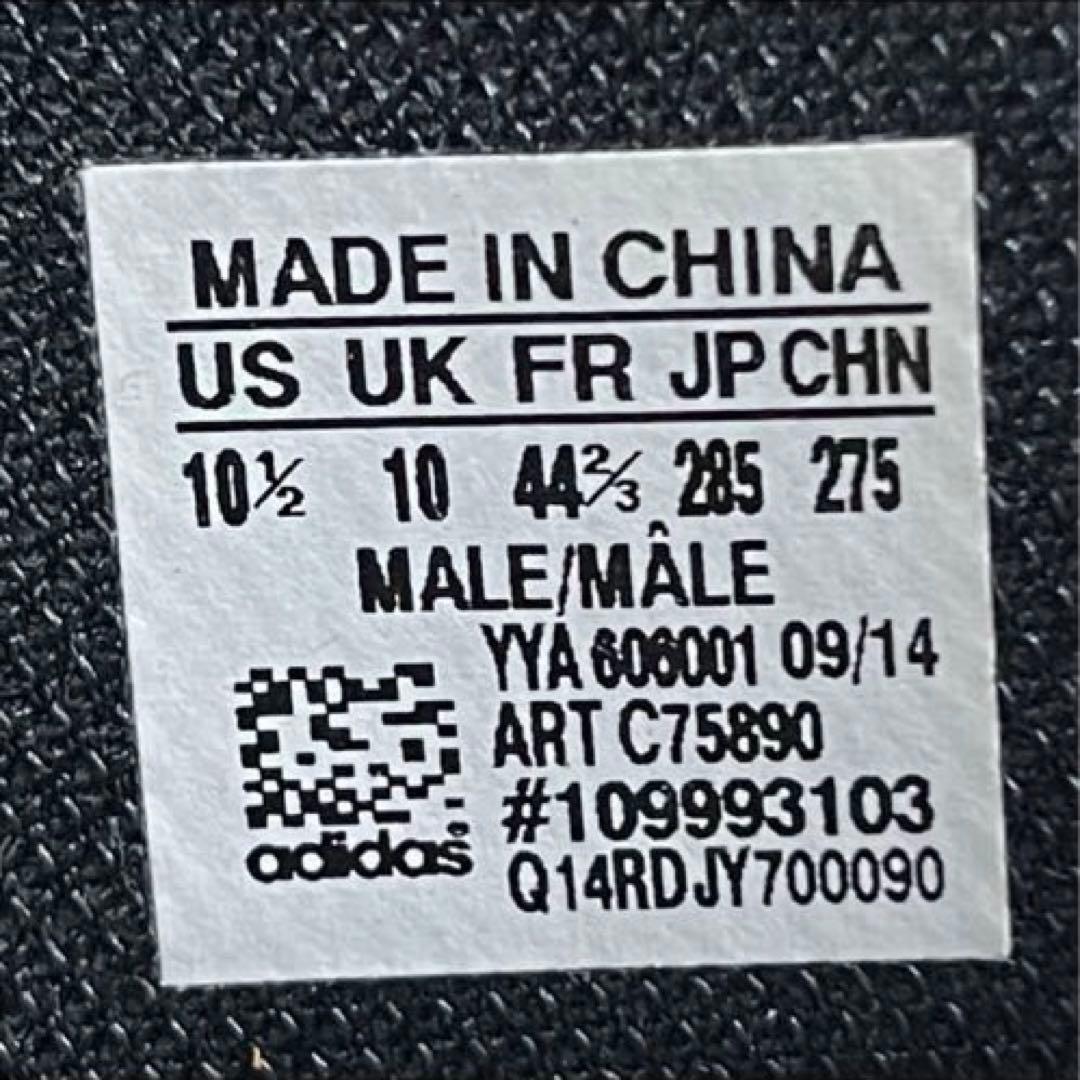 MADE IN CHINA
US UK FR JP CHN
10½ 10 44⅔ 285 275
MALE/MÂLE
YYA 606001 09/14
ART C75890
#109993103
adidas
Q14RDJY700090